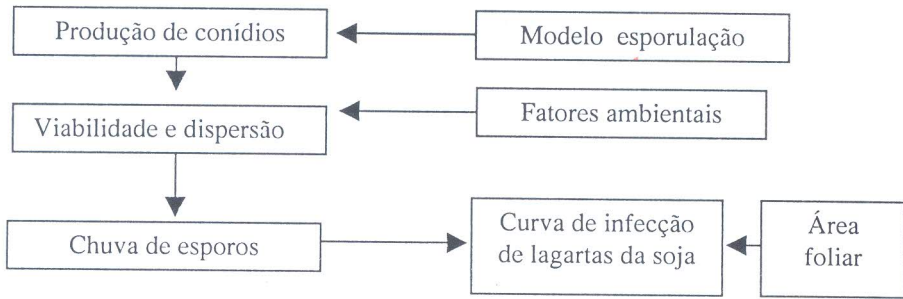 Produção de conídios
Modelo esporulação
Viabilidade e dispersão
Fatores ambientais
Chuva de esporos
Curva de infecção
de lagartas da soja
Área
foliar